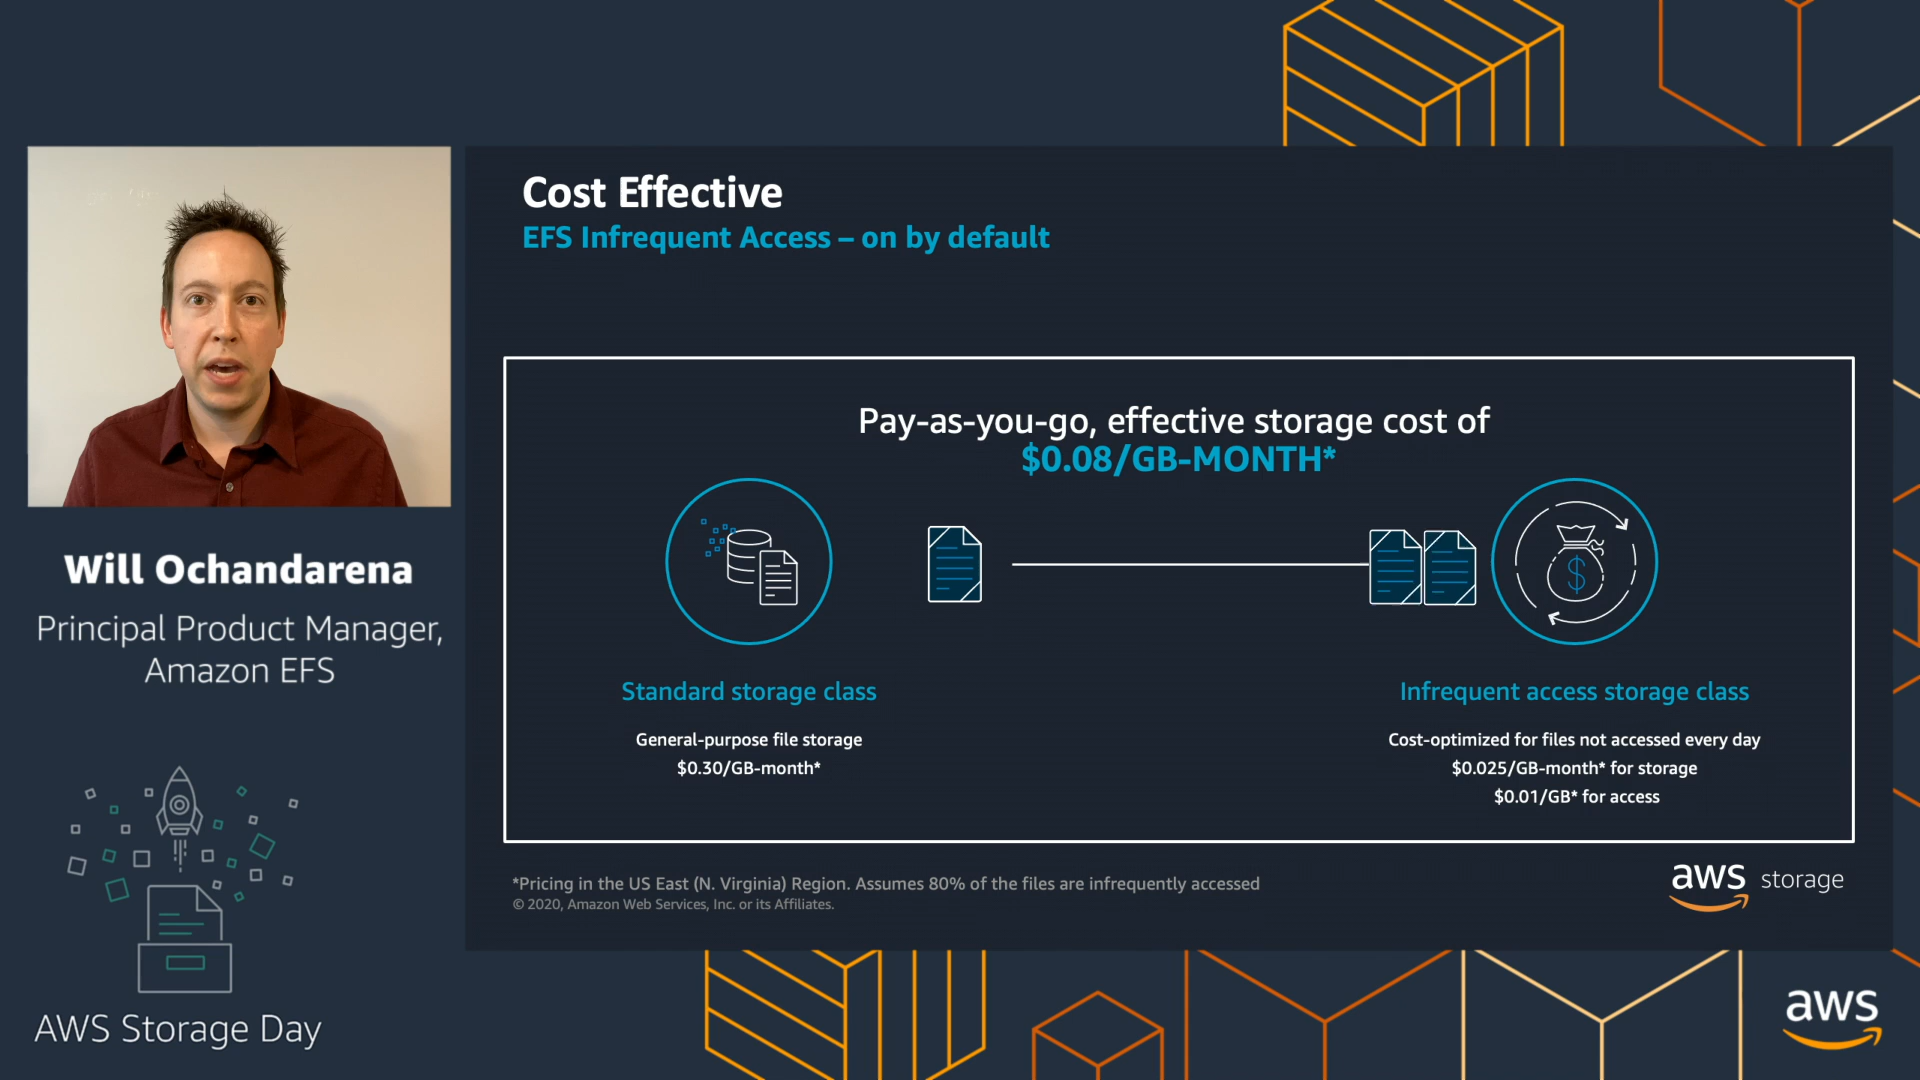 Cost Effective
EFS Infrequent Access – on by default
Pay-as-you-go, effective storage cost of
$0.08/GB-MONTH*
Standard storage class
General-purpose file storage
$0.30/GB-month*
$
Infrequent access storage class
Cost-optimized for files not accessed every day
$0.025/GB-month* for storage
$0.01/GB* for access
*Pricing in the US East (N. Virginia) Region. Assumes 80% of the files are infrequently accessed
© 2020, Amazon Web Services, Inc. or its Affiliates.
aws storage
Will Ochandarena
Principal Product Manager,
Amazon EFS
AWS Storage Day
aws